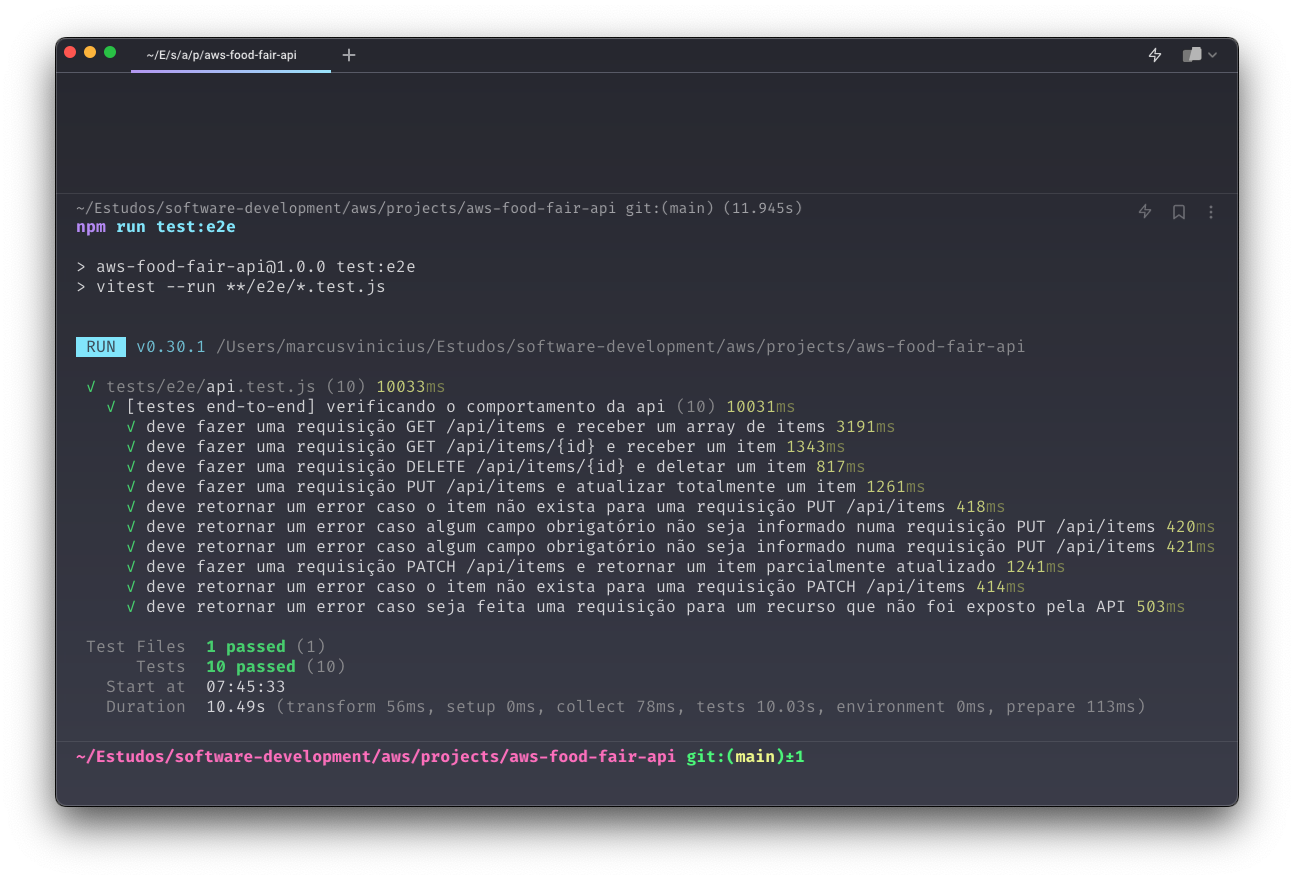 ~/E/s/a/p/aws-food-fair-api
~/Estudos/software-development/aws/projects/aws-food-fair-api git:(main) (11.945s)
npm run test:e2e
> aws-food-fair-api@1.0.0 test:e2e
> vitest --run **/e2e/*.test.js
RUN v0.30.1 /Users/marcusvinicius/Estudos/software-development/aws/projects/aws-food-fair-api
√ tests/e2e/api.test.js (10) 10033ms
√ [testes end-to-end] verificando o comportamento da api (10) 10031ms
√ deve fazer uma requisição GET /api/items e receber um array de items 3191ms
√ deve fazer uma requisição GET /api/items/{id} e receber um item 1343ms
√ deve fazer uma requisição DELETE /api/items/{id} e deletar um item 817ms
√ deve fazer uma requisição PUT /api/items e atualizar totalmente um item 1261ms
√ deve retornar um error caso o item não exista para uma requisição PUT /api/items 418ms
√ deve retornar um error caso algum campo obrigatório não seja informado numa requisição PUT /api/items 420ms
√ deve retornar um error caso algum campo obrigatório não seja informado numa requisição PUT /api/items 421ms
√ deve fazer uma requisição PATCH /api/items e retornar um item parcialmente atualizado 1241ms
√ deve retornar um error caso o item não exista para uma requisição PATCH /api/items 414ms
√ deve retornar um error caso seja feita uma requisição para um recurso que não foi exposto pela API 503ms
Test Files 1 passed (1)
Tests 10 passed (10)
Start at 07:45:33
Duration 10.49s (transform 56ms, setup 0ms, collect 78ms, tests 10.03s, environment 0ms, prepare 113ms)
~/Estudos/software-development/aws/projects/aws-food-fair-api git:(main)±1